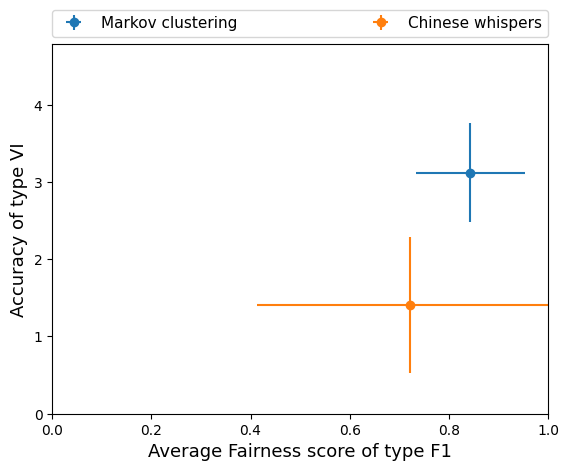 Markov clustering Chinese whispers
Accuracy of type VI
4
3
2
1
0
0.0 0.2 0.4 0.6 0.8 1.0
Average Fairness score of type F1